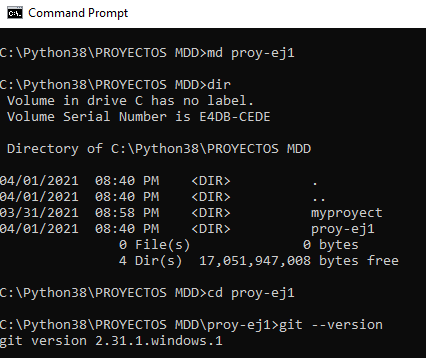 Command Prompt
C:\Python38\PROYECTOS MDD>md proy-ej1
C:\Python38\PROYECTOS MDD>dir
Volume in drive C has no label.
Volume Serial Number is E4DB-CEDE
Directory of C:\Python38\PROYECTOS MDD
04/01/2021  08:40 PM    <DIR>          .
04/01/2021  08:40 PM    <DIR>          ..
03/31/2021  08:58 PM    <DIR>          myproyect
04/01/2021  08:40 PM    <DIR>          proy-ej1
0 File(s)              0 bytes
4 Dir(s)  17,051,947,008 bytes free
C:\Python38\PROYECTOS MDD>cd proy-ej1
C:\Python38\PROYECTOS MDD\proy-ej1>git --version
git version 2.31.1.windows.1